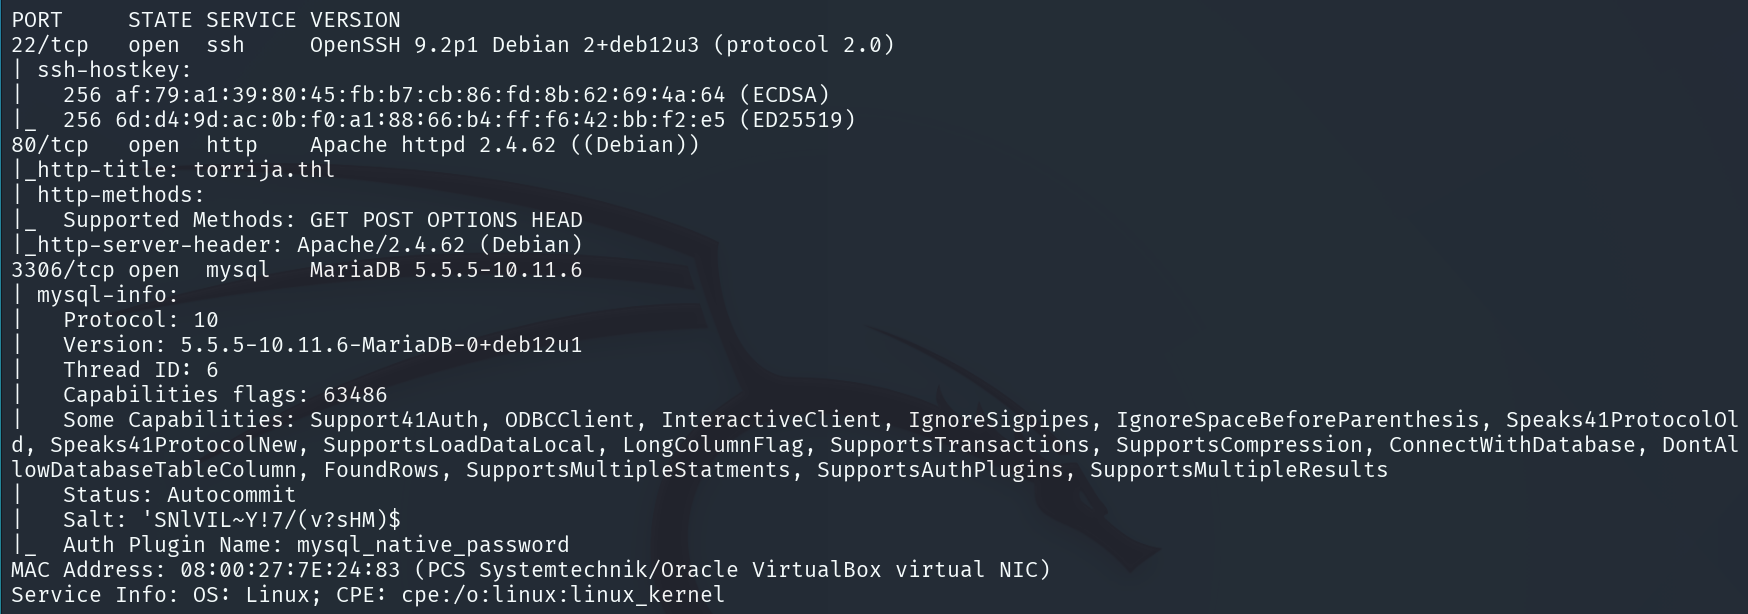 PORT     STATE SERVICE VERSION
22/tcp   open  ssh     OpenSSH 9.2p1 Debian 2+deb12u3 (protocol 2.0)
| ssh-hostkey:
|   256 af:79:a1:39:80:45:fb:b7:cb:86:fd:8b:62:69:4a:64 (ECDSA)
|_  256 6d:d4:9d:ac:0b:f0:a1:88:66:b4:ff:f6:42:bb:f2:e5 (ED25519)
80/tcp   open  http    Apache httpd 2.4.62 ((Debian))
|_http-title: torrija.thl
| http-methods:
|_  Supported Methods: GET POST OPTIONS HEAD
|_http-server-header: Apache/2.4.62 (Debian)
3306/tcp open  mysql   MariaDB 5.5.5-10.11.6
| mysql-info:
|   Protocol: 10
|   Version: 5.5.5-10.11.6-MariaDB-0+deb12u1
|   Thread ID: 6
|   Capabilities flags: 63486
|   Some Capabilities: Support41Auth, ODBCClient, InteractiveClient, IgnoreSigpipes, IgnoreSpaceBeforeParenthesis, Speaks41ProtocolOl
d, Speaks41ProtocolNew, SupportsLoadDataLocal, LongColumnFlag, SupportsTransactions, SupportsCompression, ConnectWithDatabase, DontAl
lowDatabaseTableColumn, FoundRows, SupportsMultipleStatments, SupportsAuthPlugins, SupportsMultipleResults
|   Status: Autocommit
|   Salt: 'SNlVIL~Y!7/(v?sHM)$
|_  Auth Plugin Name: mysql_native_password
MAC Address: 08:00:27:7E:24:83 (PCS Systemtechnik/Oracle VirtualBox virtual NIC)
Service Info: OS: Linux; CPE: cpe:/o:linux:linux_kernel